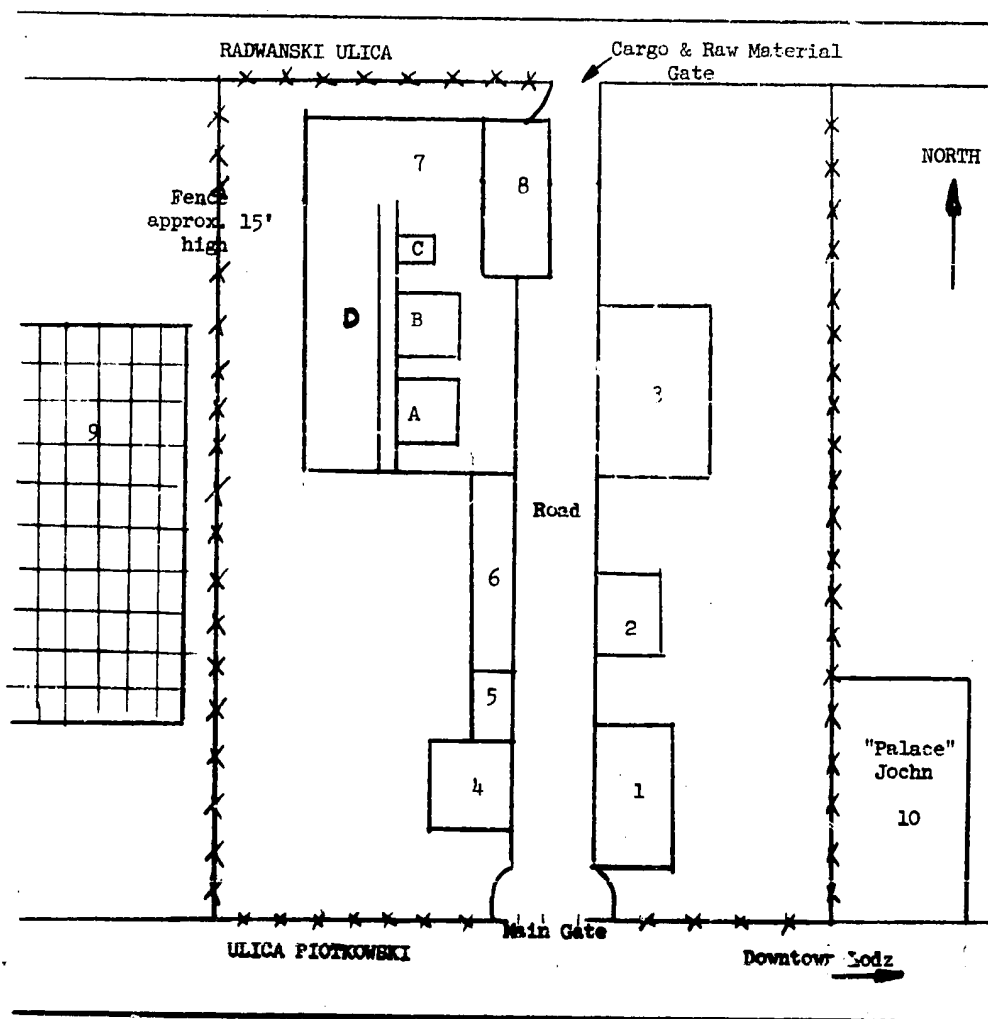 RADWANSKI ULICA
Cargo & Raw Material
Gate
NORTH
Fence
approx. 15'
high
7
8
C
B
D
A
3
9
Road
6
2
5
"Palace"
Jochn
10
4
1
Main Gate
ULICA PIOTKOWSKI
Downtown Lodz